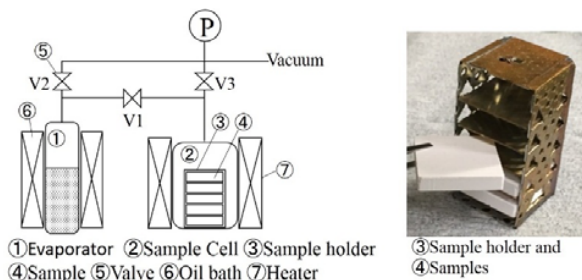 P
Vacuum
⑤
V2
V3
V1
⑥
①
③
④
②
⑦
①Evaporator ②Sample Cell ③Sample holder
④Sample ⑤Valve ⑥Oil bath ⑦Heater
③Sample holder and
④Samples